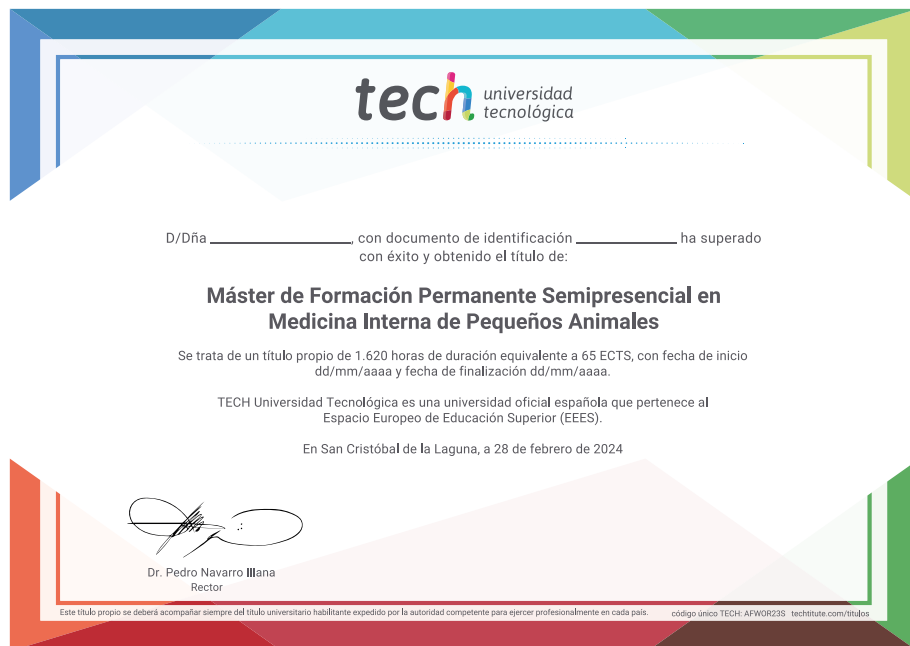 tech universidad
tecnológica
D/Dña ____________________, con documento de identificación ______________ ha superado
con éxito y obtenido el título de:
Máster de Formación Permanente Semipresencial en
Medicina Interna de Pequeños Animales
Se trata de un título propio de 1.620 horas de duración equivalente a 65 ECTS, con fecha de inicio
dd/mm/aaaa y fecha de finalización dd/mm/aaaa.
TECH Universidad Tecnológica es una universidad oficial española que pertenece al
Espacio Europeo de Educación Superior (EEES).
En San Cristóbal de la Laguna, a 28 de febrero de 2024
Dr. Pedro Navarro Illana
Rector
Este título propio se deberá acompañar siempre del título universitario habilitante expedido por la autoridad competente para ejercer profesionalmente en cada país. código único TECH: AFWOR23S techtitute.com/titulos